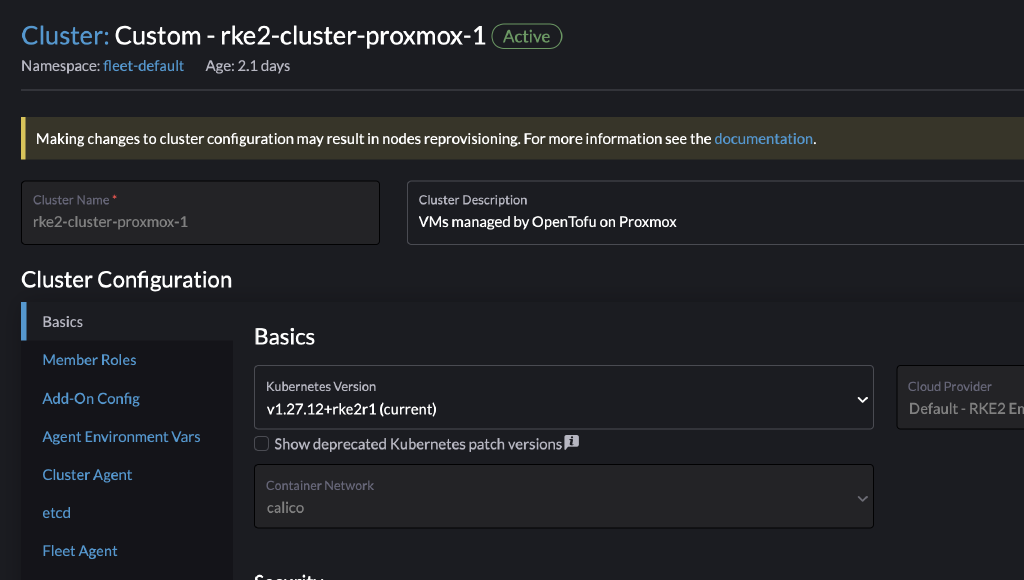 Cluster: Custom - rke2-cluster-proxmox-1 Active
Namespace: fleet-default Age: 2.1 days
Making changes to cluster configuration may result in nodes reprovisioning. For more information see the documentation.
Cluster Name *
rke2-cluster-proxmox-1
Cluster Description
VMs managed by OpenTofu on Proxmox
Cluster Configuration
Basics
Member Roles
Add-On Config
Agent Environment Vars
Cluster Agent
etcd
Fleet Agent
Basics
Kubernetes Version
v1.27.12+rke2r1 (current)
Cloud Provider
Default - RKE2 En
Show deprecated Kubernetes patch versions
Container Network
calico
Security